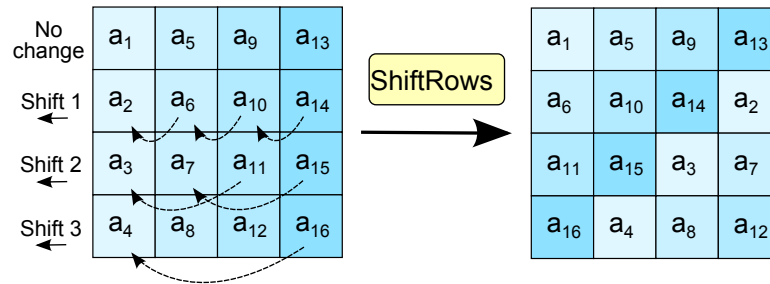 No change a₁ a₅ a₉ a₁₃
Shift 1 a₂ a₆ a₁₀ a₁₄
Shift 2 a₃ a₇ a₁₁ a₁₅
Shift 3 a₄ a₈ a₁₂ a₁₆
ShiftRows
a₁ a₅ a₉ a₁₃
a₆ a₁₀ a₁₄ a₂
a₁₁ a₁₅ a₃ a₇
a₁₆ a₄ a₈ a₁₂